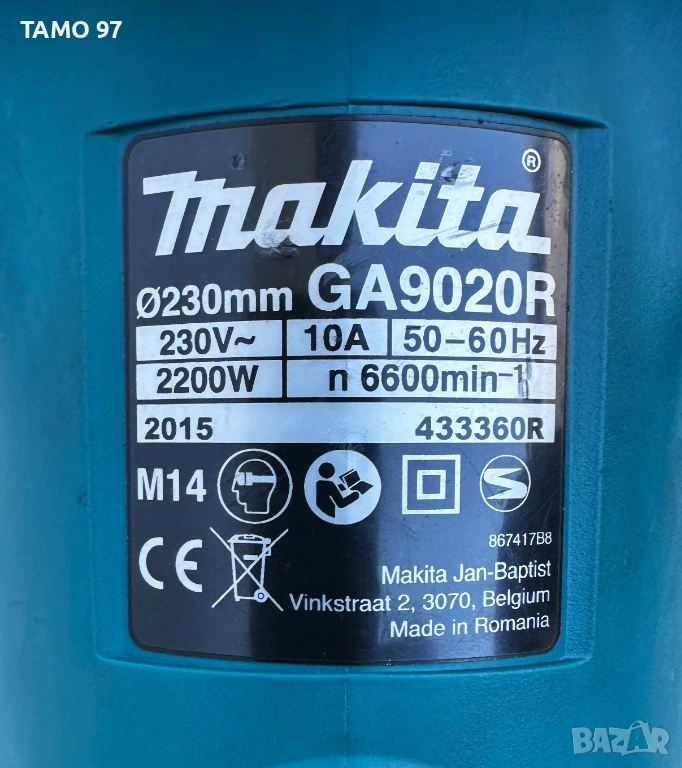 TAMO 97
makita®
Ø230mm GA9020R
230V~ 10A 50-60Hz
2200W n 6600min⁻¹
2015 433360R
M14
867417B8
CE
Makita Jan-Baptist
Vinkstraat 2, 3070, Belgium
Made in Romania
BAZAR